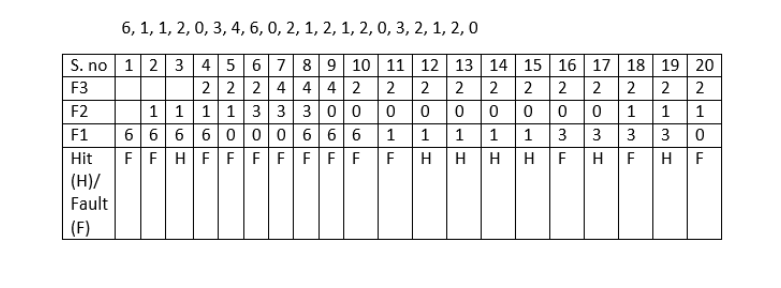 6, 1, 1, 2, 0, 3, 4, 6, 0, 2, 1, 2, 1, 2, 0, 3, 2, 1, 2, 0
S. no 1 2 3 4 5 6 7 8 9 10 11 12 13 14 15 16 17 18 19 20
F3 2 2 2 4 4 4 2 2 2 2 2 2 2 2 2 2 2
F2 1 1 1 1 3 3 3 0 0 0 0 0 0 0 0 0 1 1 1
F1 6 6 6 6 0 0 0 6 6 6 1 1 1 1 1 3 3 3 3 0
Hit F F H F F F F F F F F H H H H F H F H F
(H)/
Fault
(F)